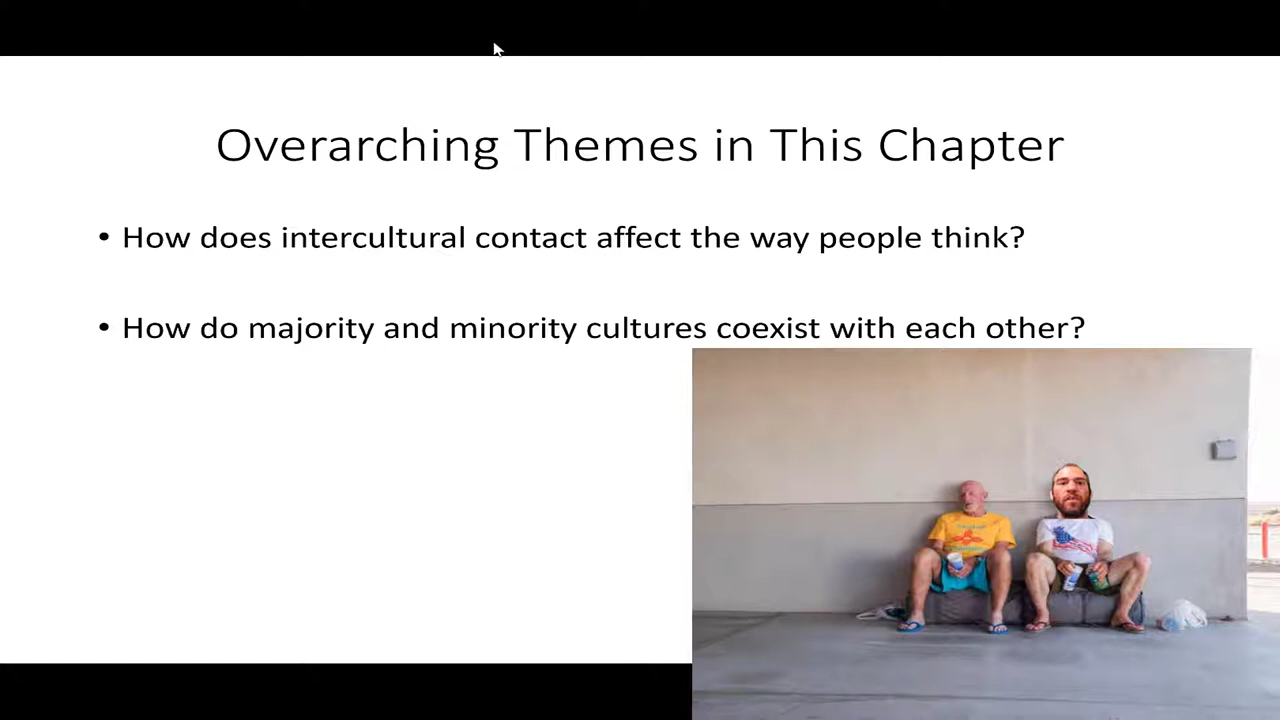 Overarching Themes in This Chapter
• How does intercultural contact affect the way people think?
• How do majority and minority cultures coexist with each other?